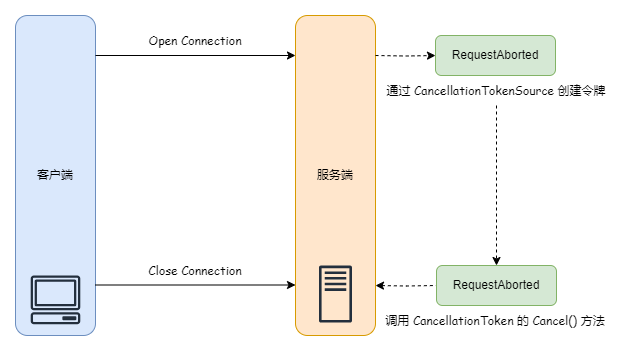 Open Connection
RequestAborted
通过 CancellationTokenSource 创建令牌
客户端
服务端
Close Connection
RequestAborted
调用 CancellationToken 的 Cancel() 方法